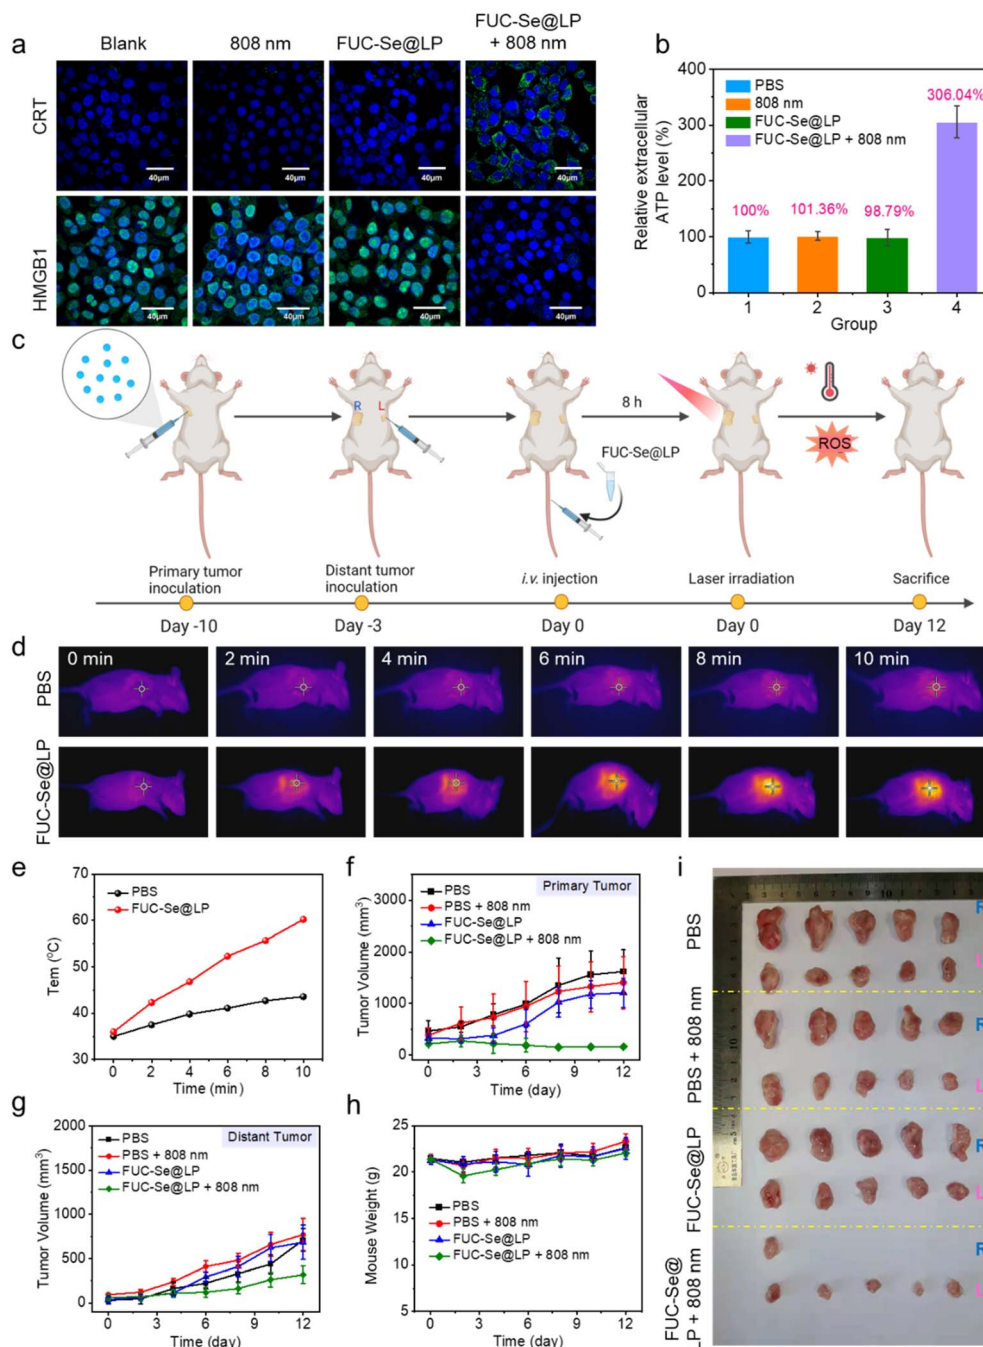 a
Blank
808 nm
FUC-Se@LP
FUC-Se@LP
+ 808 nm
CRT
40μm
40μm
40μm
40μm
HMGB1
40μm
40μm
40μm
40μm
b
Relative extracellular
ATP level (%)
400
300
200
100
0
PBS
808 nm
FUC-Se@LP
FUC-Se@LP + 808 nm
100%
101.36%
98.79%
306.04%
1 2 3 4
Group
c
R L
8 h
FUC-Se@LP
ROS
Primary tumor
inoculation
Distant tumor
inoculation
i.v. injection
Laser irradiation
Sacrifice
Day -10
Day -3
Day 0
Day 0
Day 12
d
0 min
2 min
4 min
6 min
8 min
10 min
PBS
FUC-Se@LP
e
Tem (°C)
70
60
50
40
30
PBS
FUC-Se@LP
0 2 4 6 8 10
Time (min)
f
Tumor Volume (mm³)
3000
2000
1000
0
PBS
PBS + 808 nm
FUC-Se@LP
FUC-Se@LP + 808 nm
Primary Tumor
0 3 6 9 12
Time (day)
g
Tumor Volume (mm³)
2000
1500
1000
500
0
PBS
PBS + 808 nm
FUC-Se@LP
FUC-Se@LP + 808 nm
Distant Tumor
0 3 6 9 12
Time (day)
h
Mouse Weight (g)
25
22
20
17
15
12
10
7
5
PBS
PBS + 808 nm
FUC-Se@LP
FUC-Se@LP + 808 nm
0 3 6 9 12
Time (day)
i
PBS
R
L
PBS + 808 nm
R
L
FUC-Se@LP
R
L
FUC-Se@
LP + 808 nm
R
L